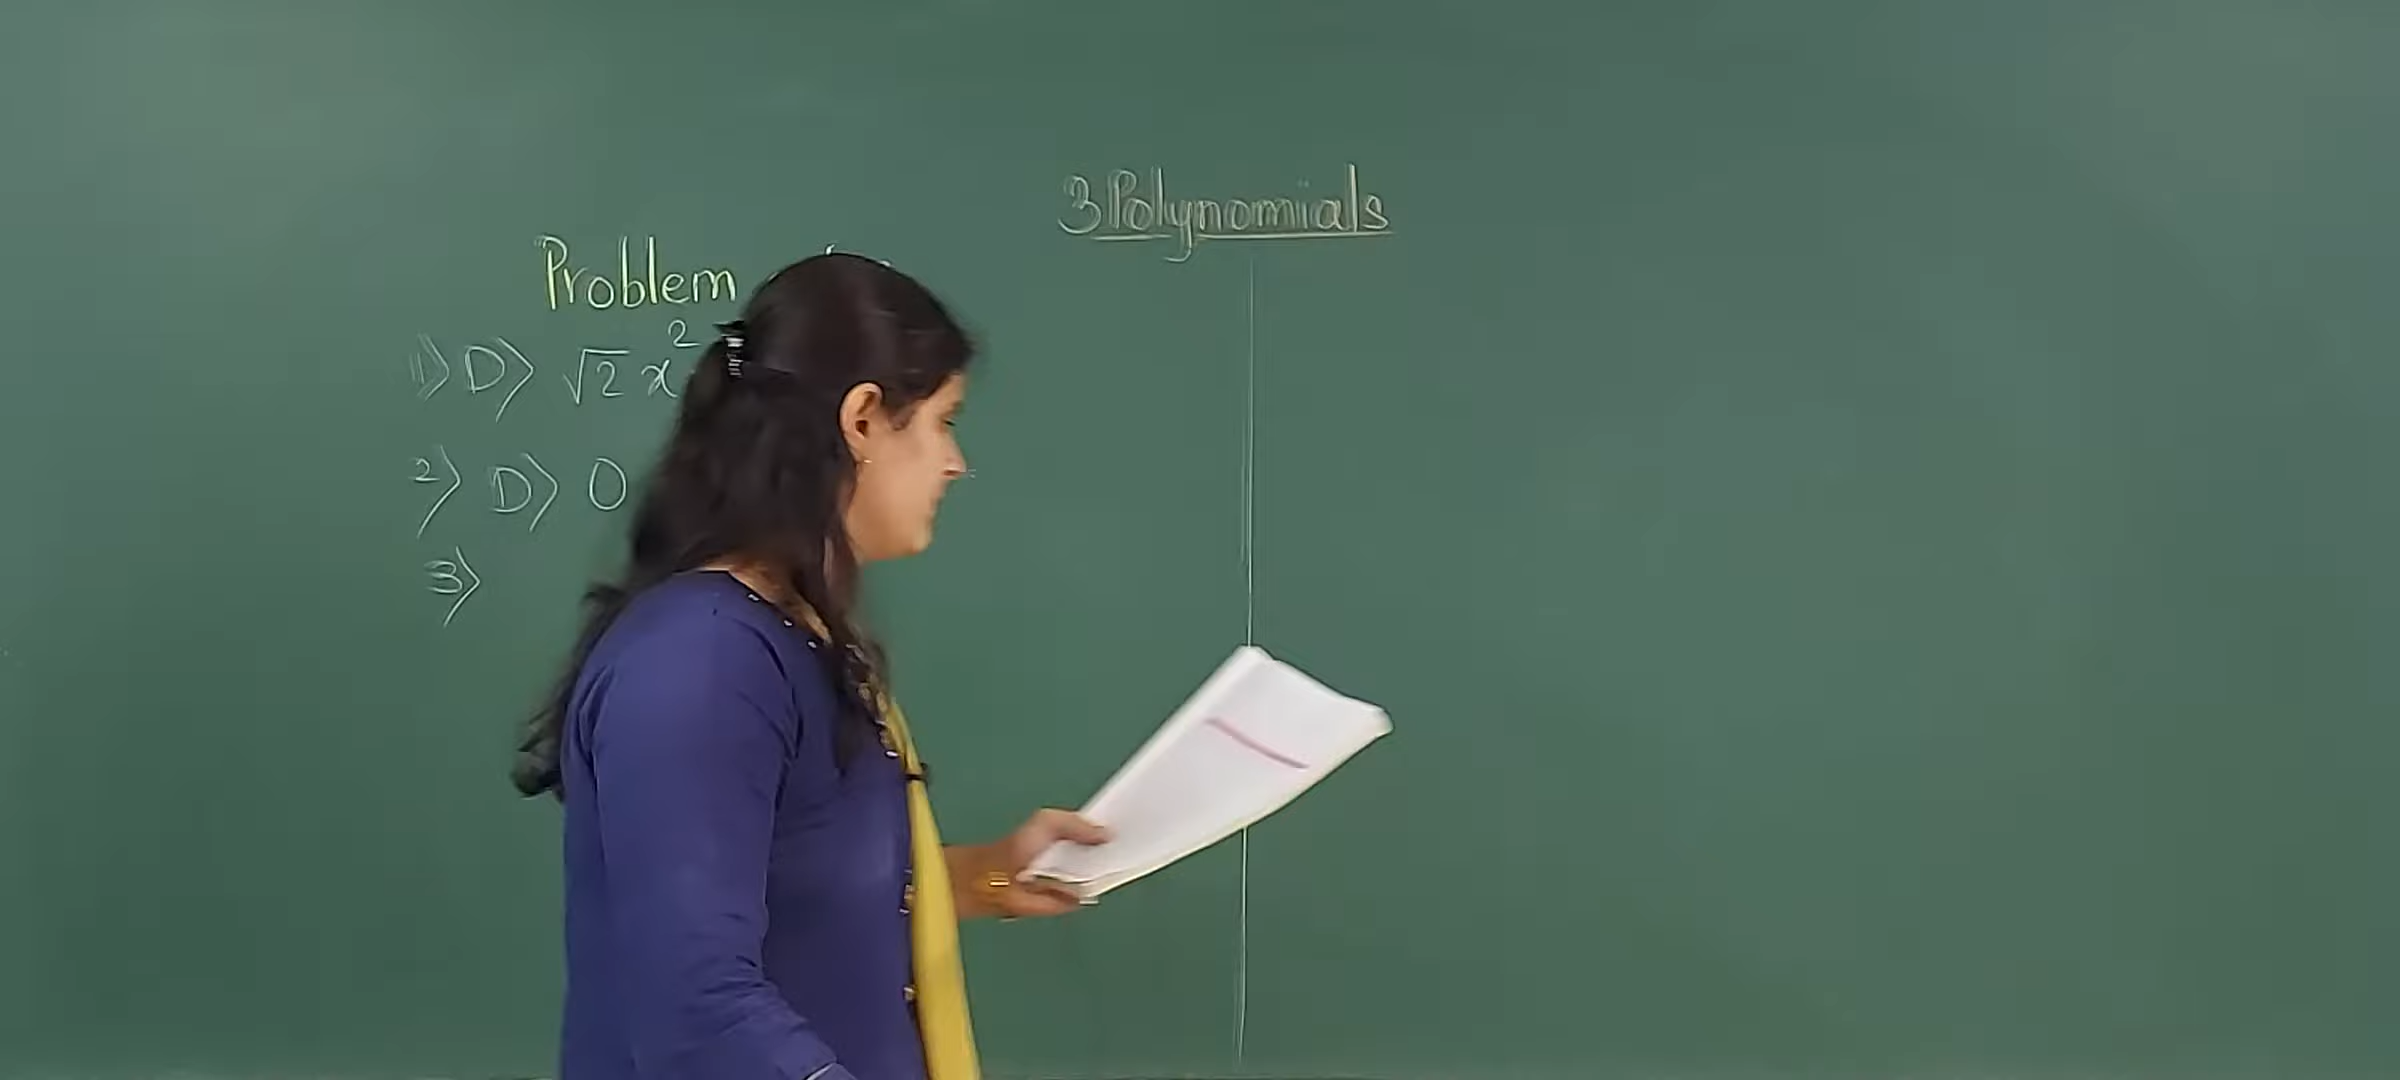 3 Polynomials
Problem
1) D) √2 x²
2) D) 0
3)